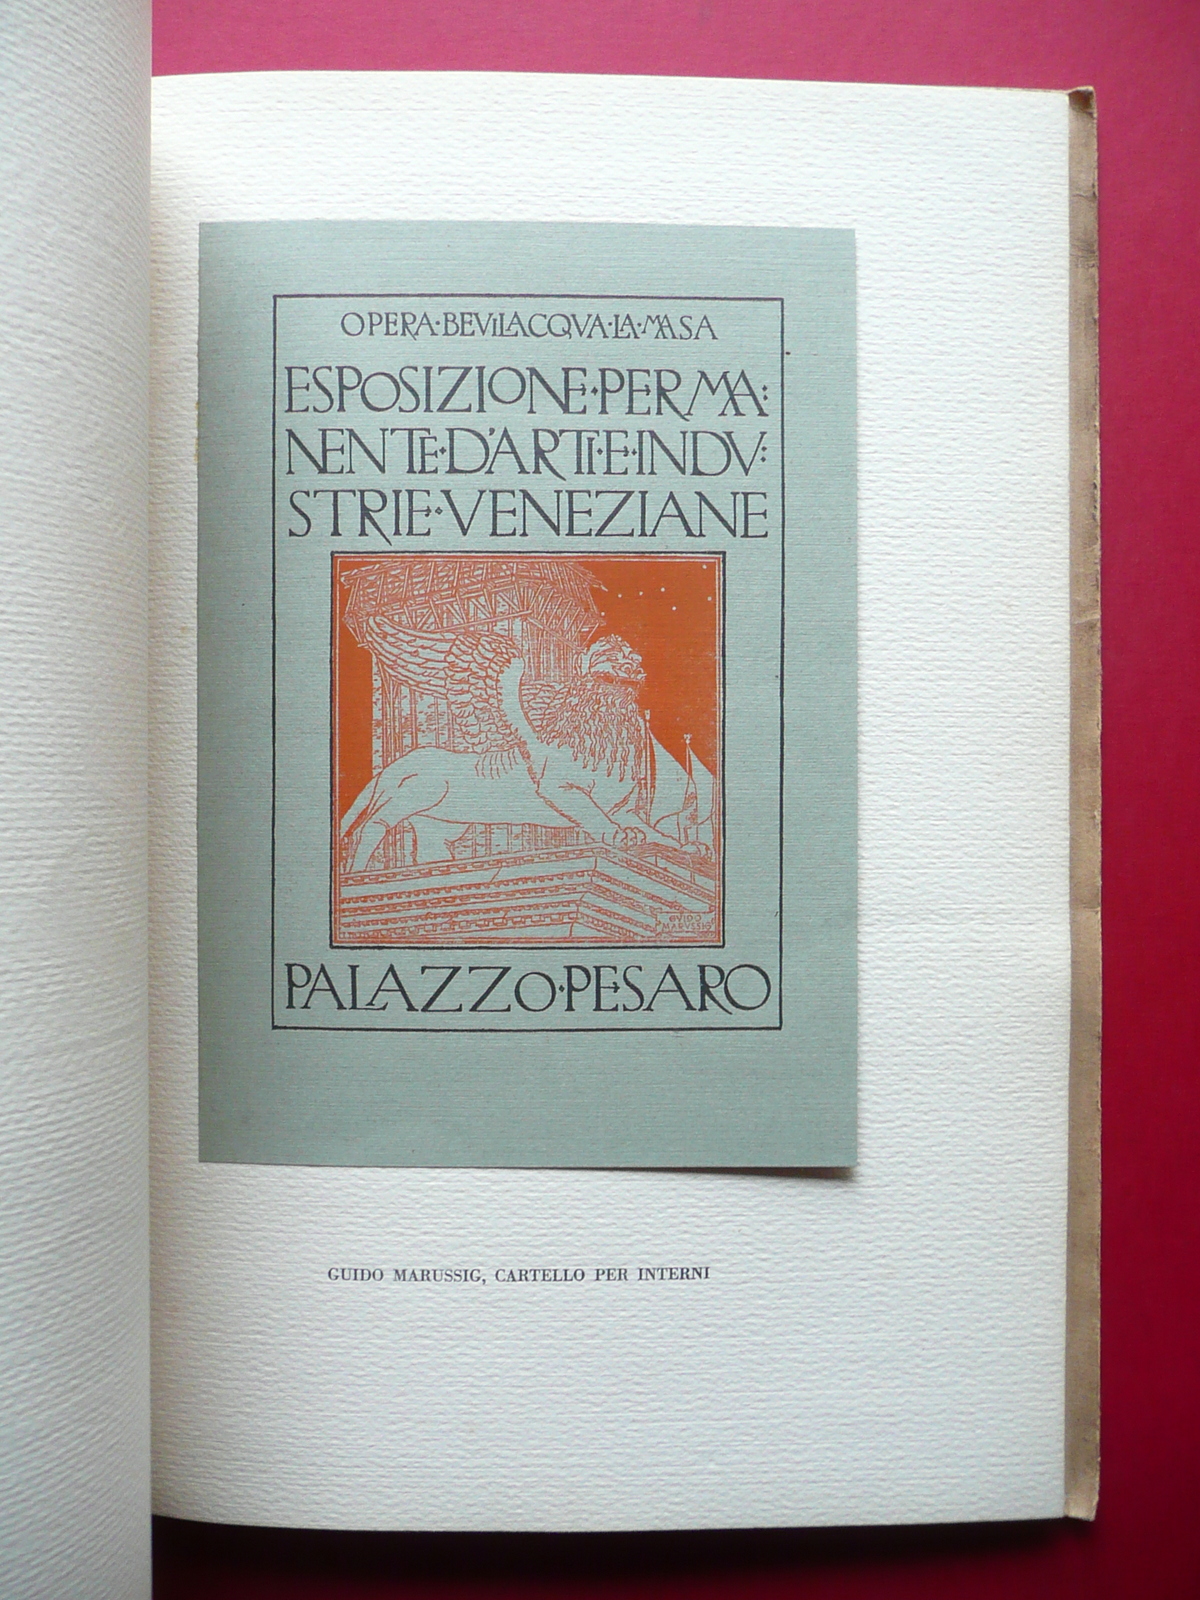 OPERA·BEVILACQVA·LA·MASA
ESPOSIZIONE·PERMA:
NENTE·D'ARTI·E·INDV:
STRIE·VENEZIANE
GVIDO
MARVSSIG
PALAZZO·PESARO
GUIDO MARUSSIG, CARTELLO PER INTERNI